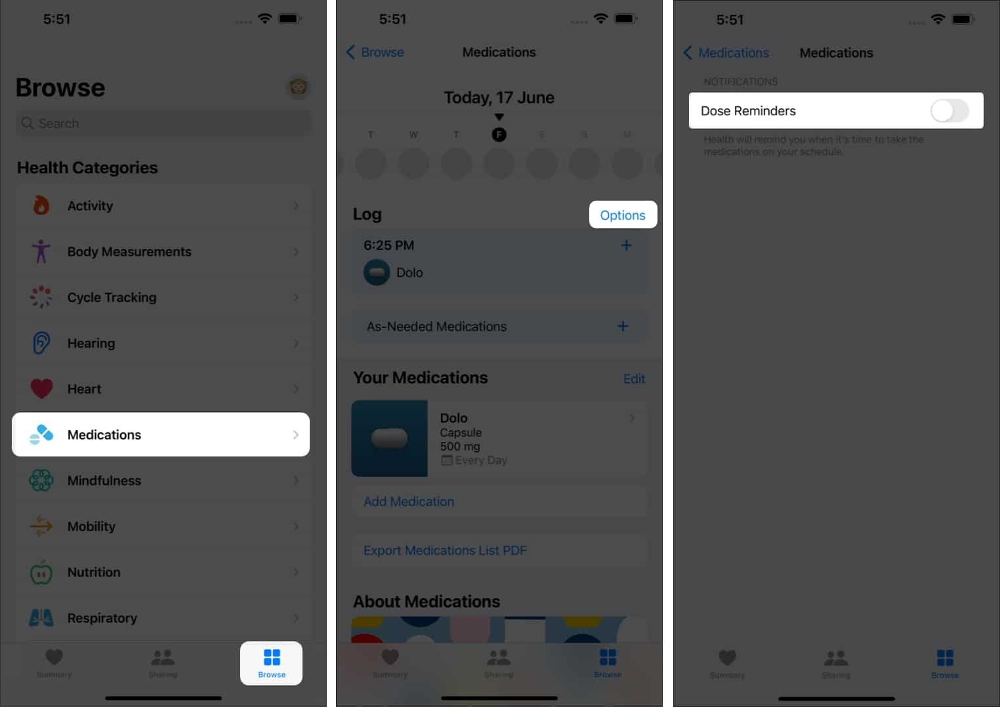 5:51
Browse
Search
Health Categories
Activity
Body Measurements
Cycle Tracking
Hearing
Heart
Medications
Mindfulness
Mobility
Nutrition
Respiratory
Summary
Sharing
Browse
5:51
Browse
Medications
Today, 17 June
T W T F S S M
Log
Options
6:25 PM
Dolo
As-Needed Medications
Your Medications
Edit
Dolo
Capsule
500 mg
Every Day
Add Medication
Export Medications List PDF
About Medications
Summary
Sharing
Browse
5:51
Medications
Medications
NOTIFICATIONS
Dose Reminders
Health will remind you when it's time to take the
medications on your schedule.
Summary
Sharing
Browse